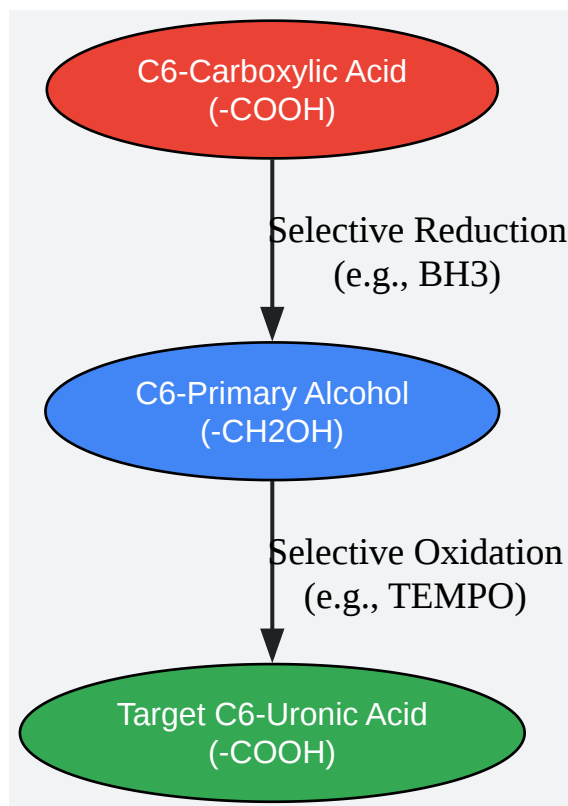 C6-Carboxylic Acid
(-COOH)
Selective Reduction
(e.g., BH3)
C6-Primary Alcohol
(-CH2OH)
Selective Oxidation
(e.g., TEMPO)
Target C6-Uronic Acid
(-COOH)